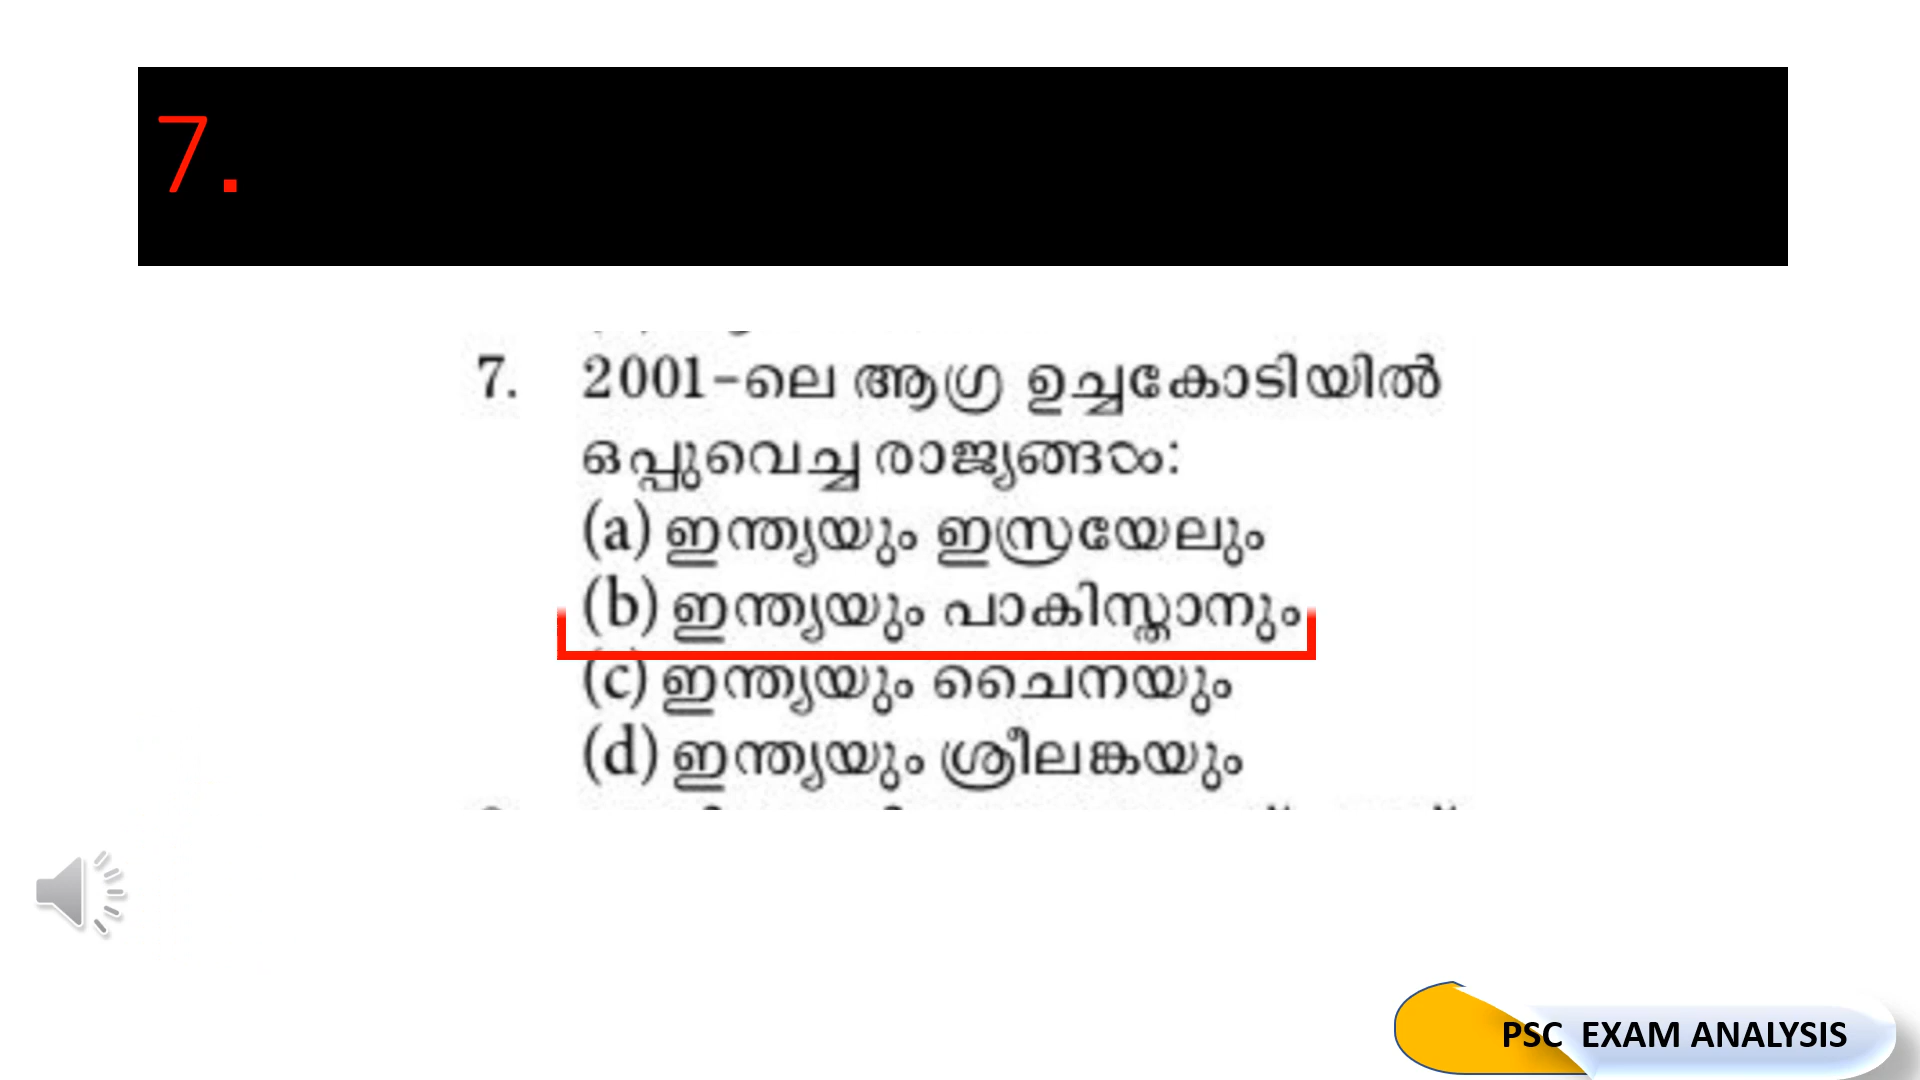 7.
7. 2001-ലെ ആഗ്ര ഉച്ചകോടിയിൽ
ഒപ്പുവെച്ച രാജ്യങ്ങൾ:
(a) ഇന്ത്യയും ഇസ്രയേലും
(b) ഇന്ത്യയും പാകിസ്താനും
(c) ഇന്ത്യയും ചൈനയും
(d) ഇന്ത്യയും ശ്രീലങ്കയും
PSC EXAM ANALYSIS